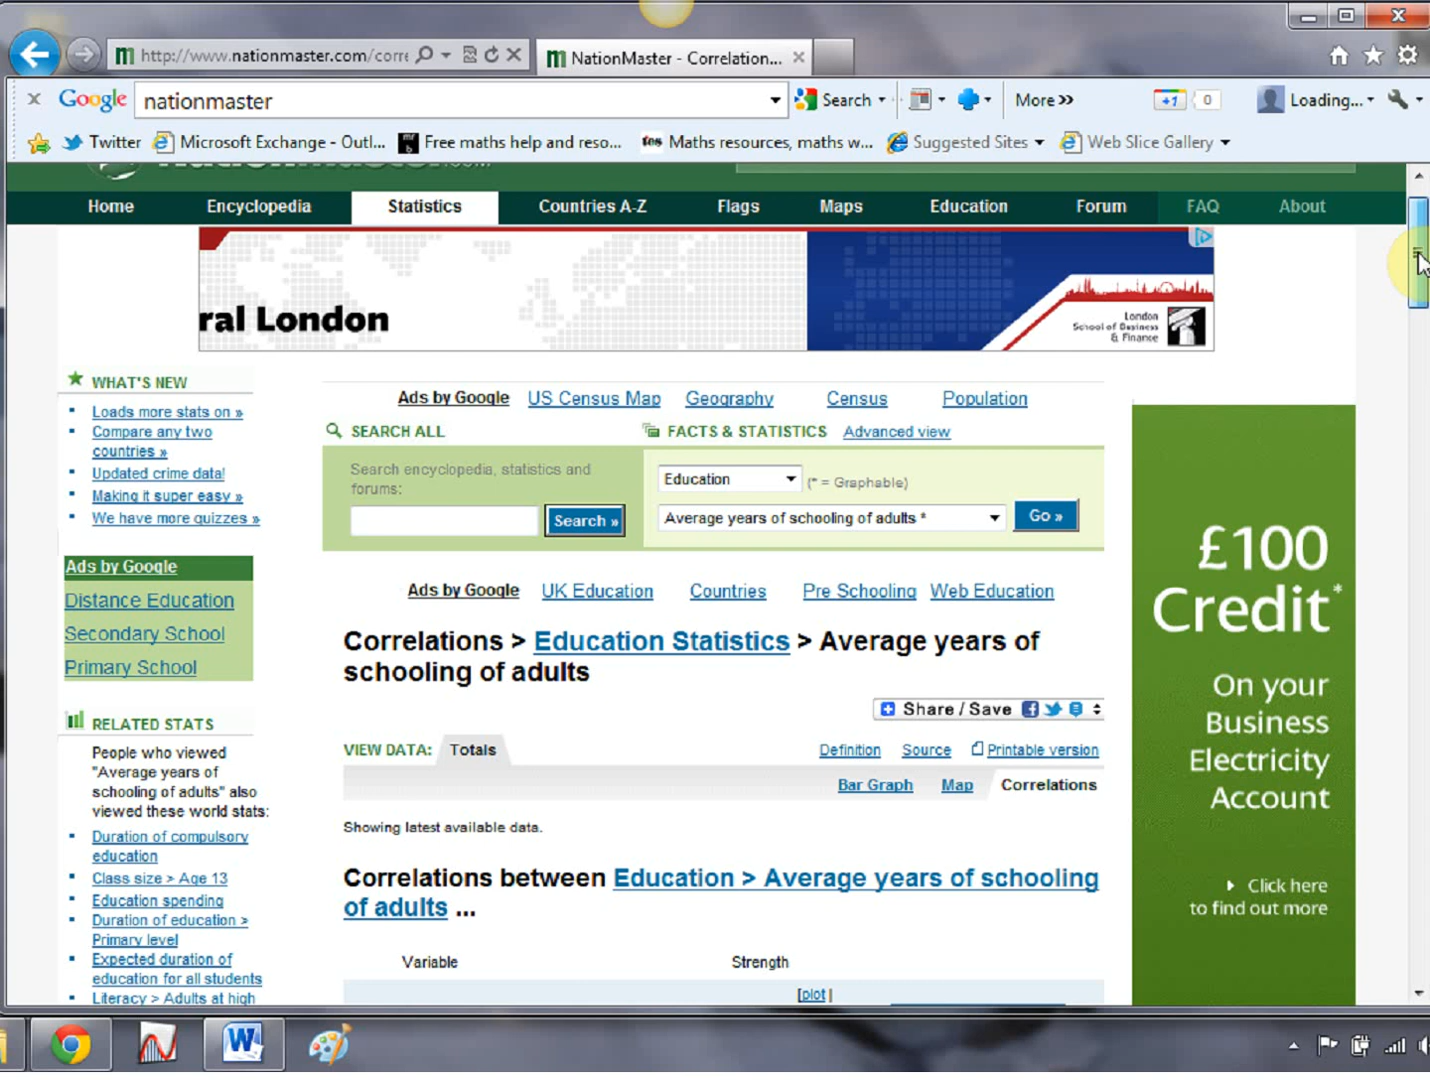 http://www.nationmaster.com/corre
NationMaster - Correlation...
Google nationmaster Search More >> +1 0 Loading...
Twitter Microsoft Exchange - Outl... Free maths help and reso... tes Maths resources, maths w... Suggested Sites Web Slice Gallery
Home Encyclopedia Statistics Countries A-Z Flags Maps Education Forum FAQ About
ral London
London
School of Business
& Finance
WHAT'S NEW
Loads more stats on »
Compare any two
countries »
Updated crime data!
Making it super easy »
We have more quizzes »
Ads by Google
Distance Education
Secondary School
Primary School
RELATED STATS
People who viewed
"Average years of
schooling of adults" also
viewed these world stats:
Duration of compulsory
education
Class size > Age 13
Education spending
Duration of education >
Primary level
Expected duration of
education for all students
Literacy > Adults at high
Ads by Google US Census Map Geography Census Population
SEARCH ALL
Search encyclopedia, statistics and
forums:
Search »
FACTS & STATISTICS Advanced view
Education (* = Graphable)
Average years of schooling of adults * Go »
Ads by Google UK Education Countries Pre Schooling Web Education
Correlations > Education Statistics > Average years of
schooling of adults
Share / Save
VIEW DATA: Totals Definition Source Printable version
Bar Graph Map Correlations
Showing latest available data.
Correlations between Education > Average years of schooling
of adults ...
Variable Strength
[plot |
£100
Credit*
On your
Business
Electricity
Account
Click here
to find out more